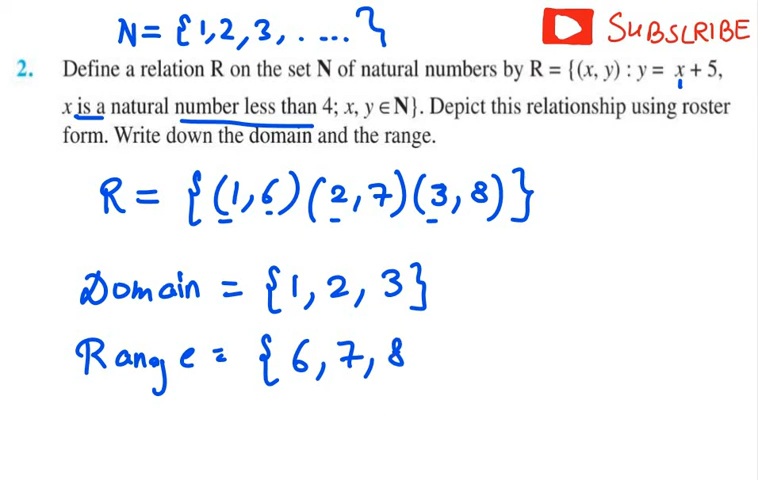 N = {1, 2, 3, . ... }
SUBSCRIBE
2. Define a relation R on the set N of natural numbers by R = {(x, y) : y = x + 5,
x is a natural number less than 4; x, y ∈ N}. Depict this relationship using roster
form. Write down the domain and the range.
R = {(1, 6) (2, 7) (3, 8)}
Domain = {1, 2, 3}
Range = {6, 7, 8